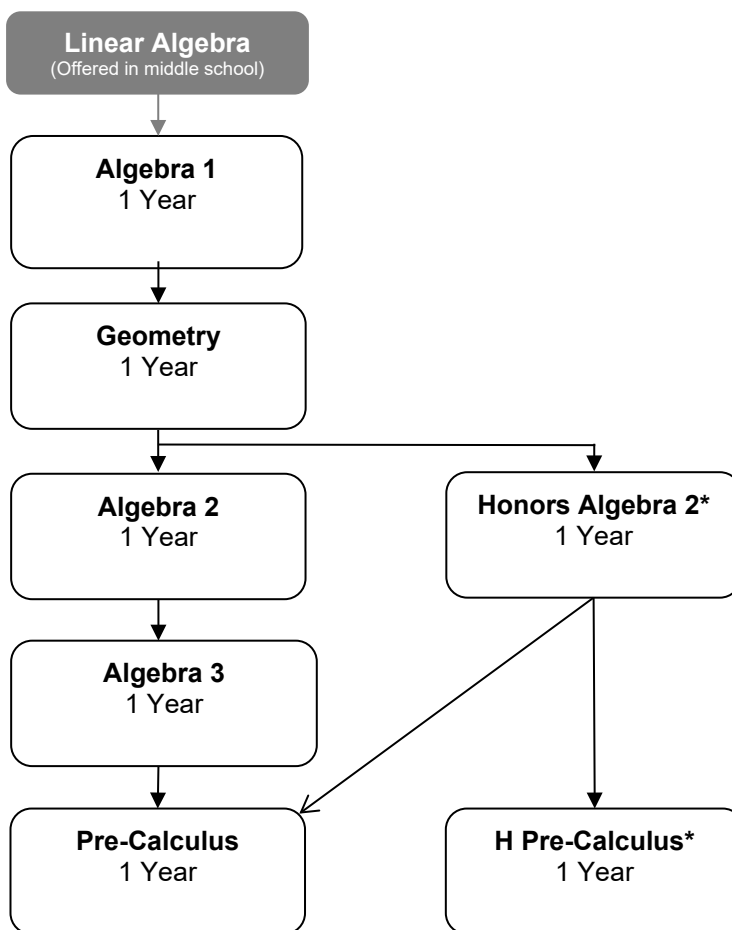 Linear Algebra
(Offered in middle school)
Algebra 1
1 Year
Geometry
1 Year
Algebra 2
1 Year
Honors Algebra 2*
1 Year
Algebra 3
1 Year
Pre-Calculus
1 Year
H Pre-Calculus*
1 Year